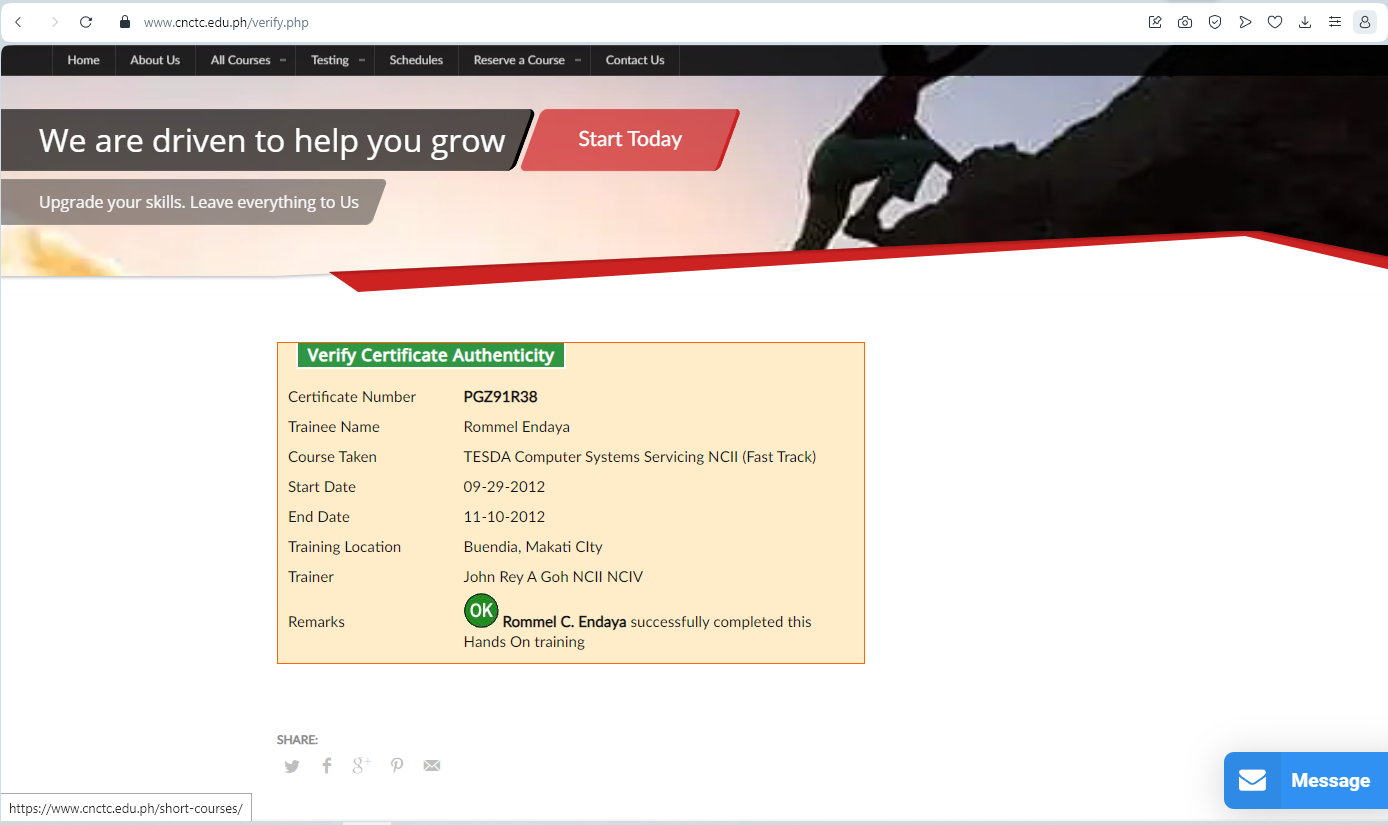 www.cnctc.edu.ph/verify.php
Home About Us All Courses Testing Schedules Reserve a Course Contact Us
We are driven to help you grow
Start Today
Upgrade your skills. Leave everything to Us
Verify Certificate Authenticity
Certificate Number PGZ91R38
Trainee Name Rommel Endaya
Course Taken TESDA Computer Systems Servicing NCII (Fast Track)
Start Date 09-29-2012
End Date 11-10-2012
Training Location Buendia, Makati CIty
Trainer John Rey A Goh NCII NCIV
Remarks OK Rommel C. Endaya successfully completed this
Hands On training
SHARE:
Message
https://www.cnctc.edu.ph/short-courses/